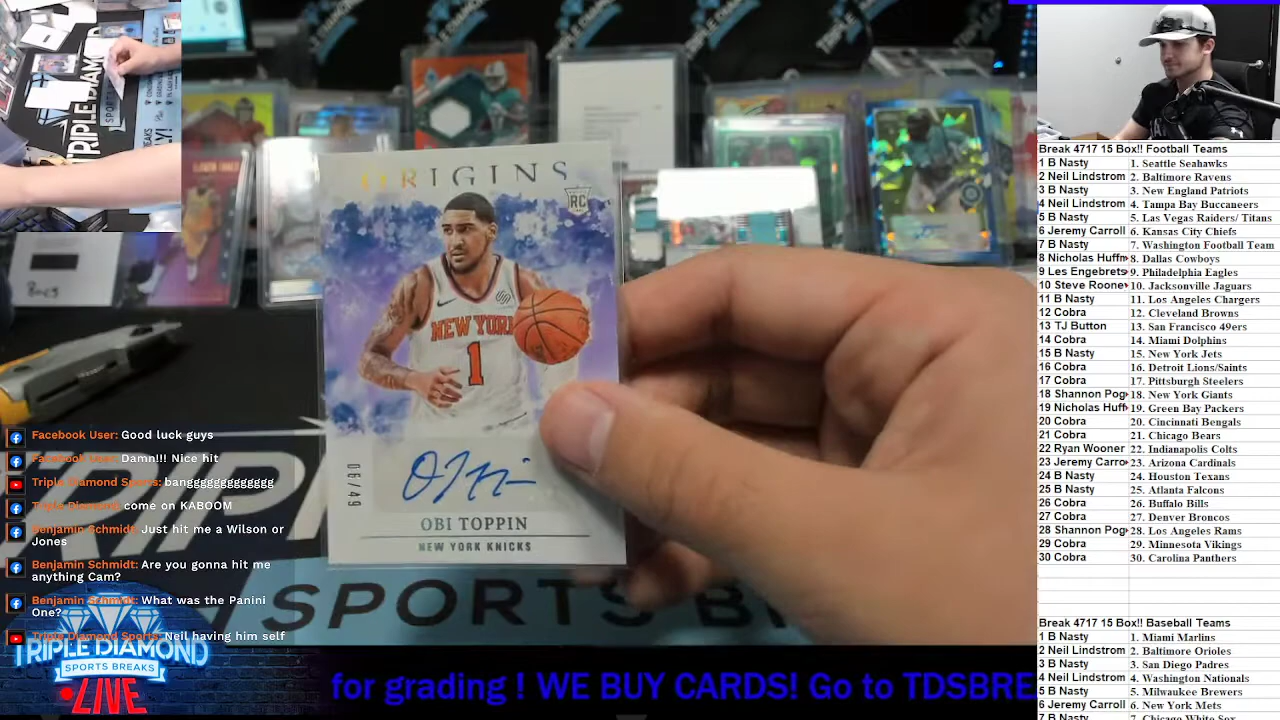 ORIGINS
RC
NEW YORK
1
06/49
OBI TOPPIN
NEW YORK KNICKS
TRIPLE DIAMOND
SPORTS BREAKS
Facebook User: Good luck guys
Facebook User: Damn!!! Nice hit
Triple Diamond Sports: bangggggggggggg
come on KABOOM
Benjamin Schmidt: Just hit me a Wilson or
Jones
Benjamin Schmidt: Are you gonna hit me
anything Cam?
Benjamin Schmidt: What was the Panini
One?
Triple Diamond Sports: Neil having him self
TRIPLE DIAMOND
SPORTS BREAKS
LIVE
for grading ! WE BUY CARDS! Go to TDSBRE
Break 4717 15 Box!! Football Teams
1 B Nasty 1. Seattle Seahawks
2 Neil Lindstrom 2. Baltimore Ravens
3 B Nasty 3. New England Patriots
4 Neil Lindstrom 4. Tampa Bay Buccaneers
5 B Nasty 5. Las Vegas Raiders/ Titans
6 Jeremy Carroll 6. Kansas City Chiefs
7 B Nasty 7. Washington Football Team
8 Nicholas Huffm 8. Dallas Cowboys
9 Les Engebrets 9. Philadelphia Eagles
10 Steve Roone 10. Jacksonville Jaguars
11 B Nasty 11. Los Angeles Chargers
12 Cobra 12. Cleveland Browns
13 TJ Button 13. San Francisco 49ers
14 Cobra 14. Miami Dolphins
15 B Nasty 15. New York Jets
16 Cobra 16. Detroit Lions/Saints
17 Cobra 17. Pittsburgh Steelers
18 Shannon Pog 18. New York Giants
19 Nicholas Huff 19. Green Bay Packers
20 Cobra 20. Cincinnati Bengals
21 Cobra 21. Chicago Bears
22 Ryan Wooner 22. Indianapolis Colts
23 Jeremy Carro 23. Arizona Cardinals
24 B Nasty 24. Houston Texans
25 B Nasty 25. Atlanta Falcons
26 Cobra 26. Buffalo Bills
27 Cobra 27. Denver Broncos
28 Shannon Pog 28. Los Angeles Rams
29 Cobra 29. Minnesota Vikings
30 Cobra 30. Carolina Panthers
Break 4717 15 Box!! Baseball Teams
1 B Nasty 1. Miami Marlins
2. Baltimore Orioles
3. San Diego Padres
4. Washington Nationals
5. Milwaukee Brewers
6 Jeremy Carroll 6. New York Mets
7 B Nasty 7. Chicago White Sox